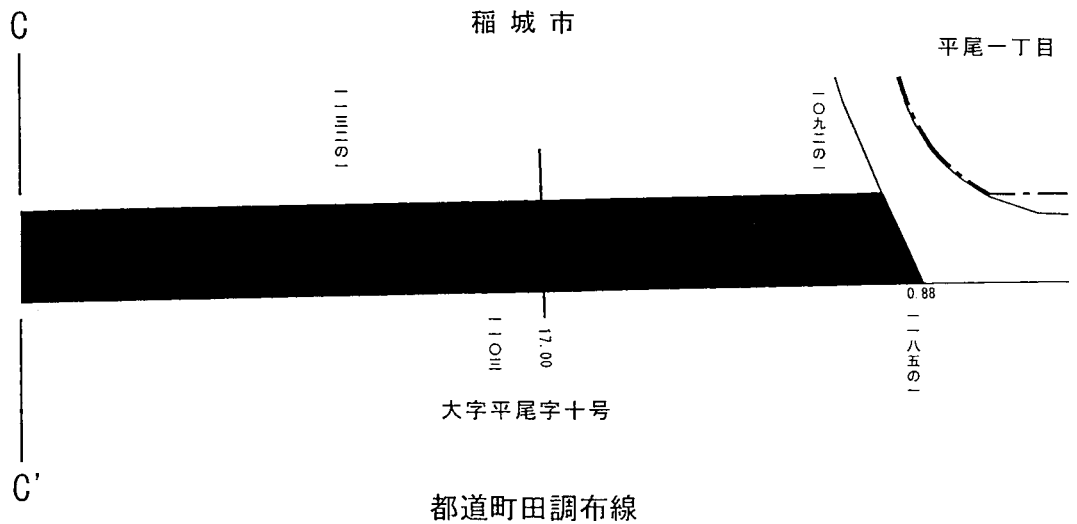 C
稲城市
平尾一丁目
一一三二の一
一〇九二の一
0.88
17.00
一一〇三
一一八五の一
大字平尾字十号
C'
都道町田調布線